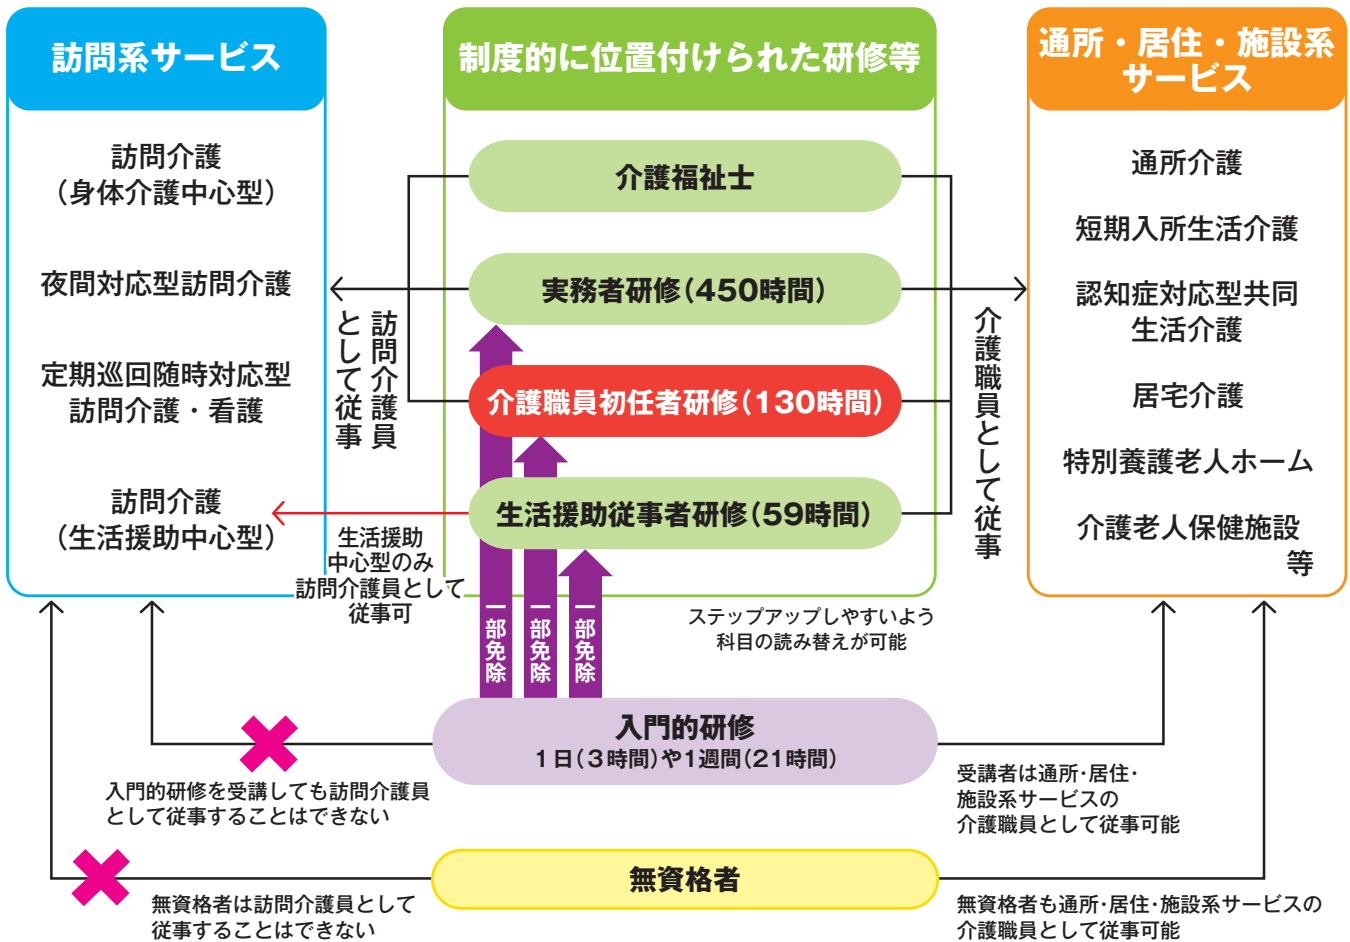 訪問系サービス
訪問介護
（身体介護中心型）
夜間対応型訪問介護
定期巡回随時対応型
訪問介護・看護
訪問介護
（生活援助中心型）
訪問介護員
として従事
生活援助
中心型のみ
訪問介護員として
従事可
制度的に位置付けられた研修等
介護福祉士
実務者研修（450時間）
介護職員初任者研修（130時間）
生活援助従事者研修（59時間）
一部免除
一部免除
一部免除
ステップアップしやすいよう
科目の読み替えが可能
介護職員として従事
通所・居住・施設系
サービス
通所介護
短期入所生活介護
認知症対応型共同
生活介護
居宅介護
特別養護老人ホーム
介護老人保健施設
等
入門的研修
1日（3時間）や1週間（21時間）
入門的研修を受講しても訪問介護員
として従事することはできない
受講者は通所・居住・
施設系サービスの
介護職員として従事可能
無資格者
無資格者は訪問介護員として
従事することはできない
無資格者も通所・居住・施設系サービスの
介護職員として従事可能